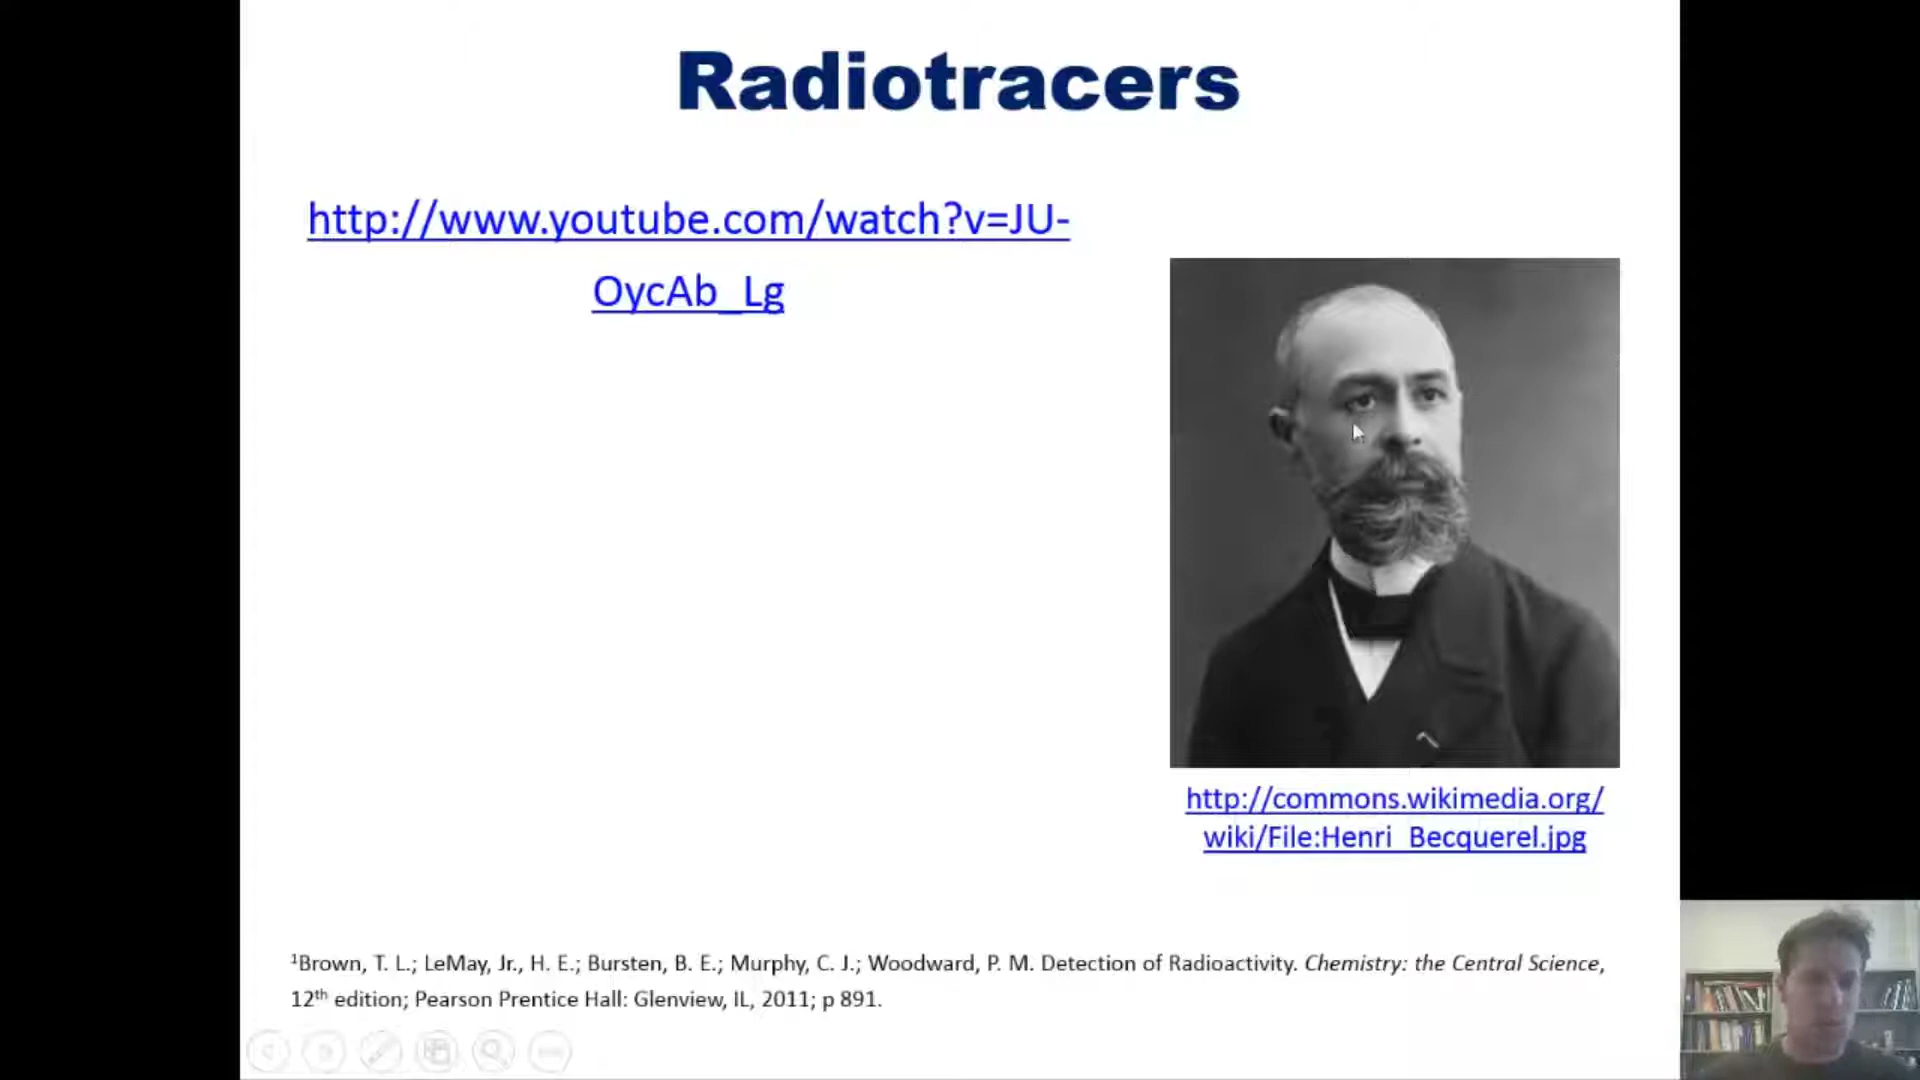 Radiotracers
http://www.youtube.com/watch?v=JU-
OycAb_Lg
http://commons.wikimedia.org/
wiki/File:Henri_Becquerel.jpg
¹Brown, T. L.; LeMay, Jr., H. E.; Bursten, B. E.; Murphy, C. J.; Woodward, P. M. Detection of Radioactivity. Chemistry: the Central Science,
12th edition; Pearson Prentice Hall: Glenview, IL, 2011; p 891.